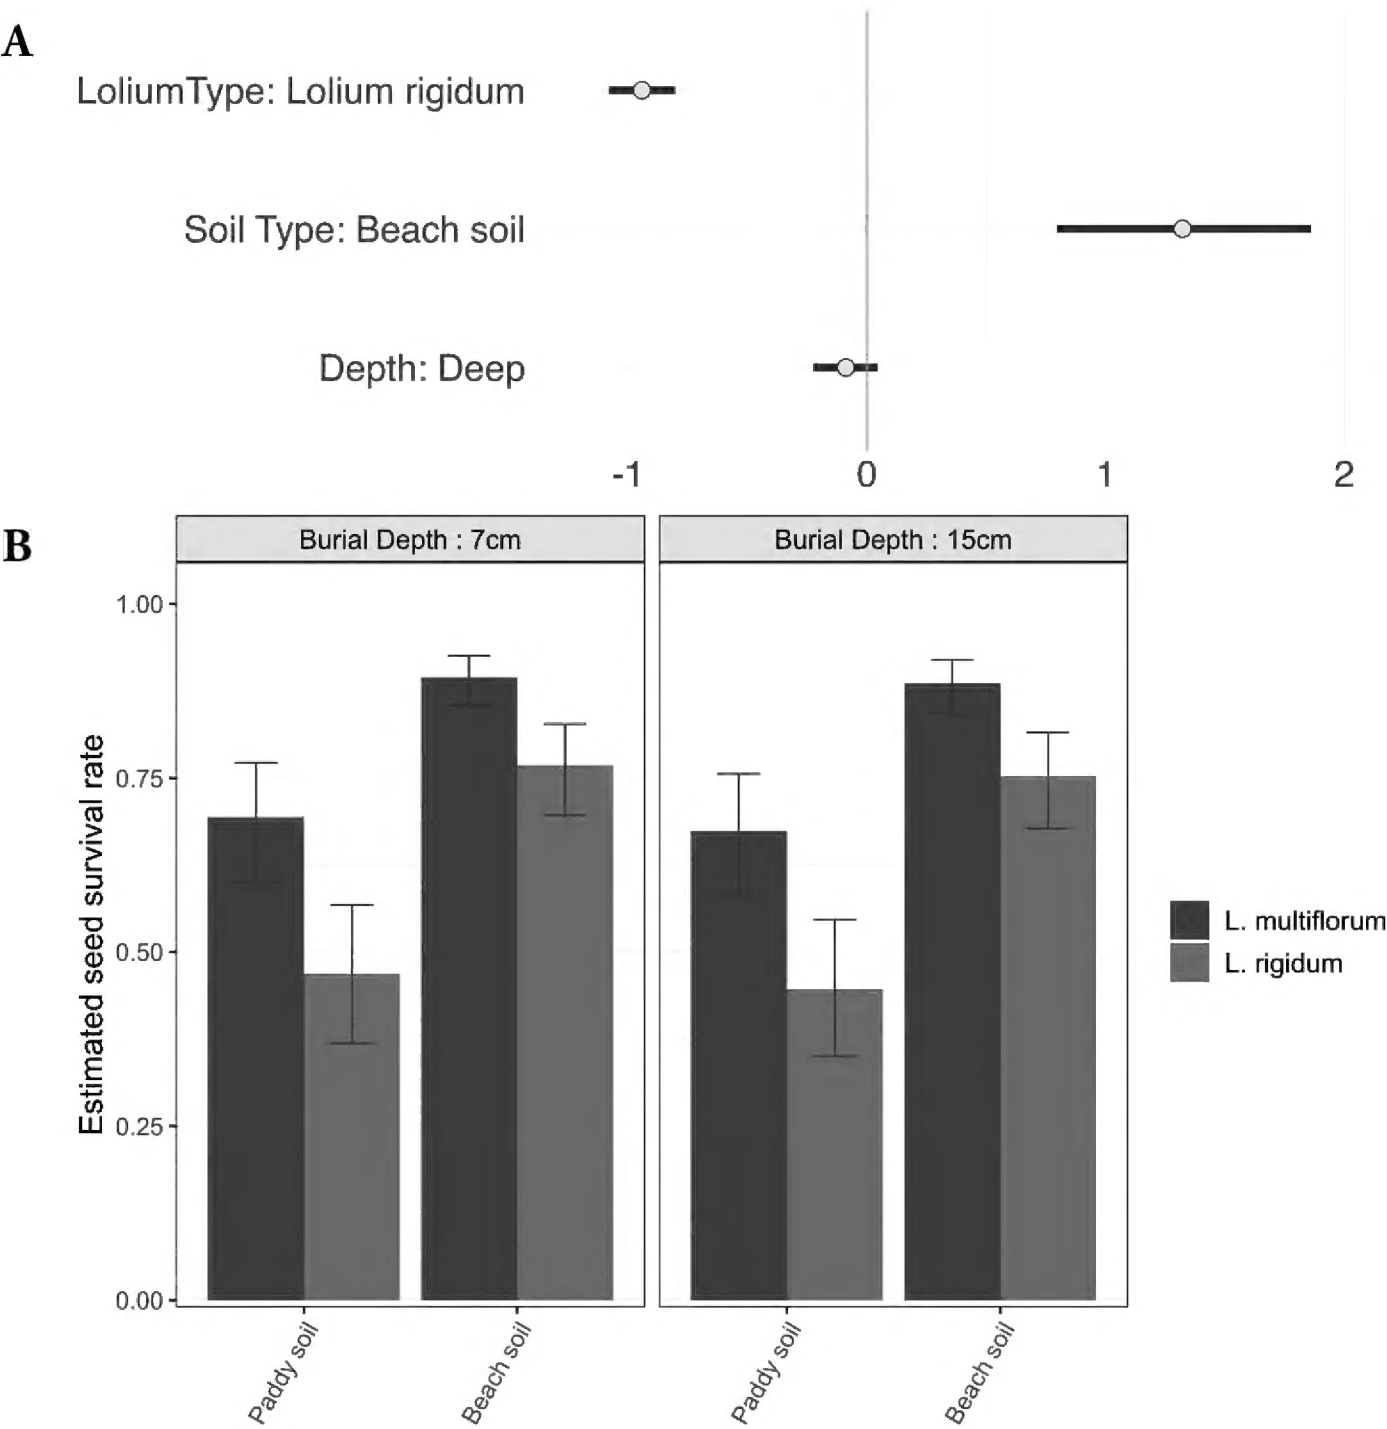 A
LoliumType: Lolium rigidum
Soil Type: Beach soil
Depth: Deep
-1 0 1 2
B
Burial Depth : 7cm
Burial Depth : 15cm
Estimated seed survival rate
1.00
0.75
0.50
0.25
0.00
Paddy soil
Beach soil
Paddy soil
Beach soil
L. multiflorum
L. rigidum